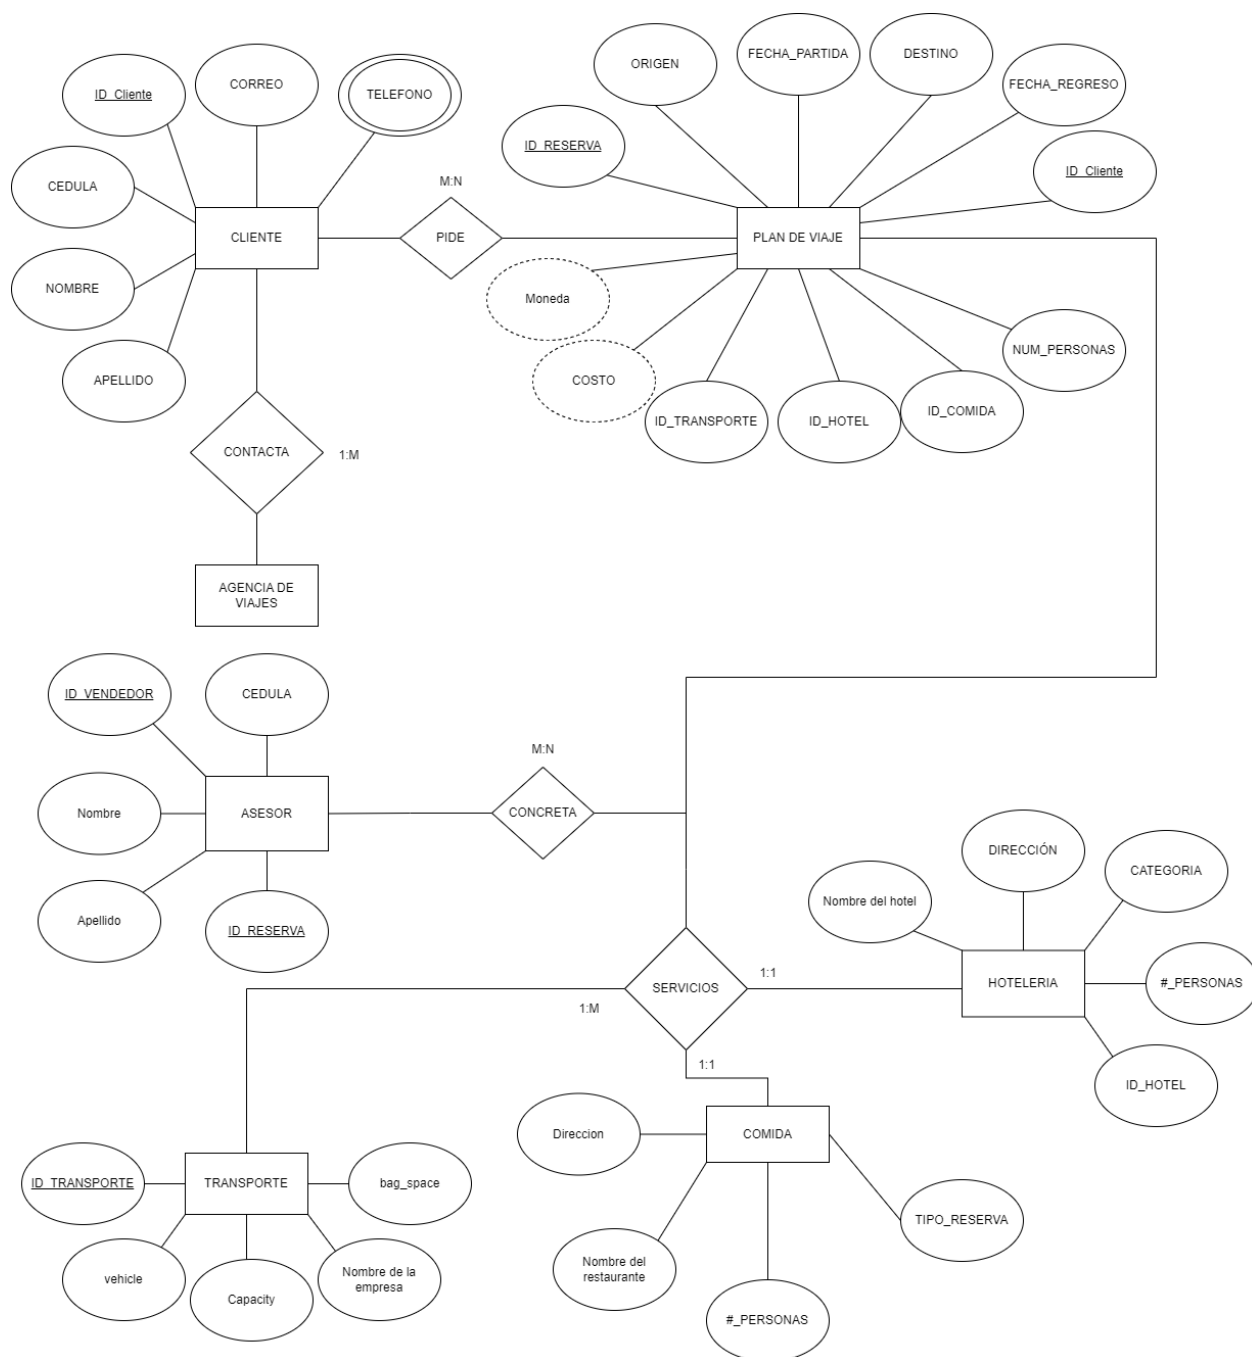 ID_Cliente
CORREO
TELEFONO
CEDULA
NOMBRE
APELLIDO
CLIENTE
M:N
PIDE
ORIGEN
FECHA_PARTIDA
DESTINO
FECHA_REGRESO
ID_RESERVA
ID_Cliente
PLAN DE VIAJE
Moneda
COSTO
ID_TRANSPORTE
ID_HOTEL
ID_COMIDA
NUM_PERSONAS
CONTACTA
1:M
AGENCIA DE
VIAJES
ID_VENDEDOR
CEDULA
Nombre
ASESOR
Apellido
ID_RESERVA
M:N
CONCRETA
SERVICIOS
1:1
1:M
1:1
Nombre del hotel
DIRECCIÓN
CATEGORIA
HOTELERIA
#_PERSONAS
ID_HOTEL
Direccion
COMIDA
Nombre del
restaurante
#_PERSONAS
TIPO_RESERVA
ID_TRANSPORTE
TRANSPORTE
bag_space
vehicle
Capacity
Nombre de la
empresa